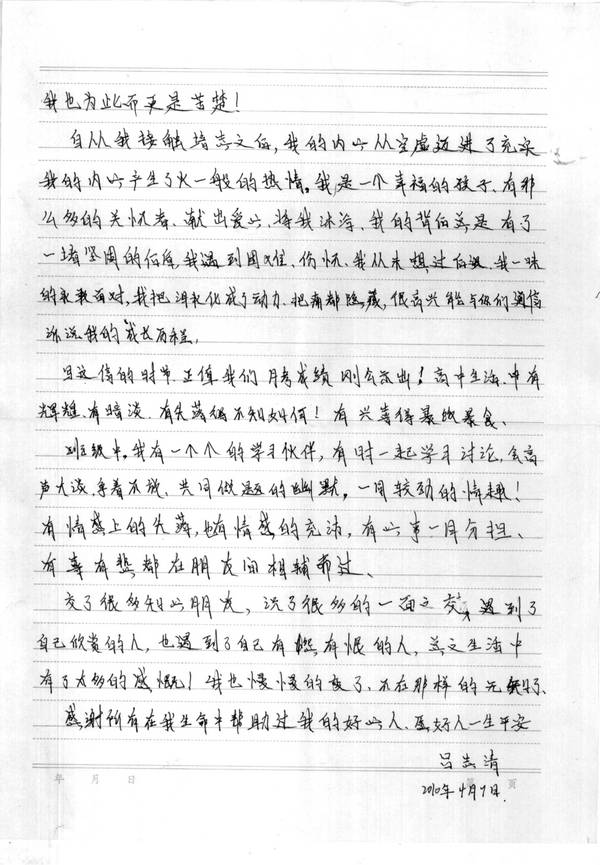 我也为此而更是苦楚！
自从我接触培志之后，我的内心从空虚迈进了充实
我的内心产生了火一般的热情。我是一个幸福的孩子、有那
么多的关怀者、献出爱心、将我沐浴、我的背后总是有了
一堵坚固的后盾，我遇到困难、伤怀、我从未想过后退、我一味
的 面对，我把泪水化成了动力、把痛都隐藏，很高兴能与你们通信
诉说我的成长历程。
写这信的时节、正值我们月考成绩刚公示出！高中生活、中有
辉煌、有暗淡、有失落得不知如何！有兴奋得暴饮暴食、
班级中。我有一个个的学习伙伴，有时一起学习讨论，会高
声大谈、争着不放、共同做题的幽默，一同较劲的情趣！
有情感上的失落，也有情感的充沛，有心事一同分担、
有喜有愁都在朋友间相辅而过、
交了很多知心朋友，识了很多的一面之交，遇到了
自己欣赏的人，也遇到了自己有 有恨的人，总之生活中
有了太多的感慨！我也慢慢的 了、不在那样的无知了、
感谢所有在我生命中帮助过我的好心人、愿好人一生平安
吕志清
2010年4月9日.
年 月 日 第 页